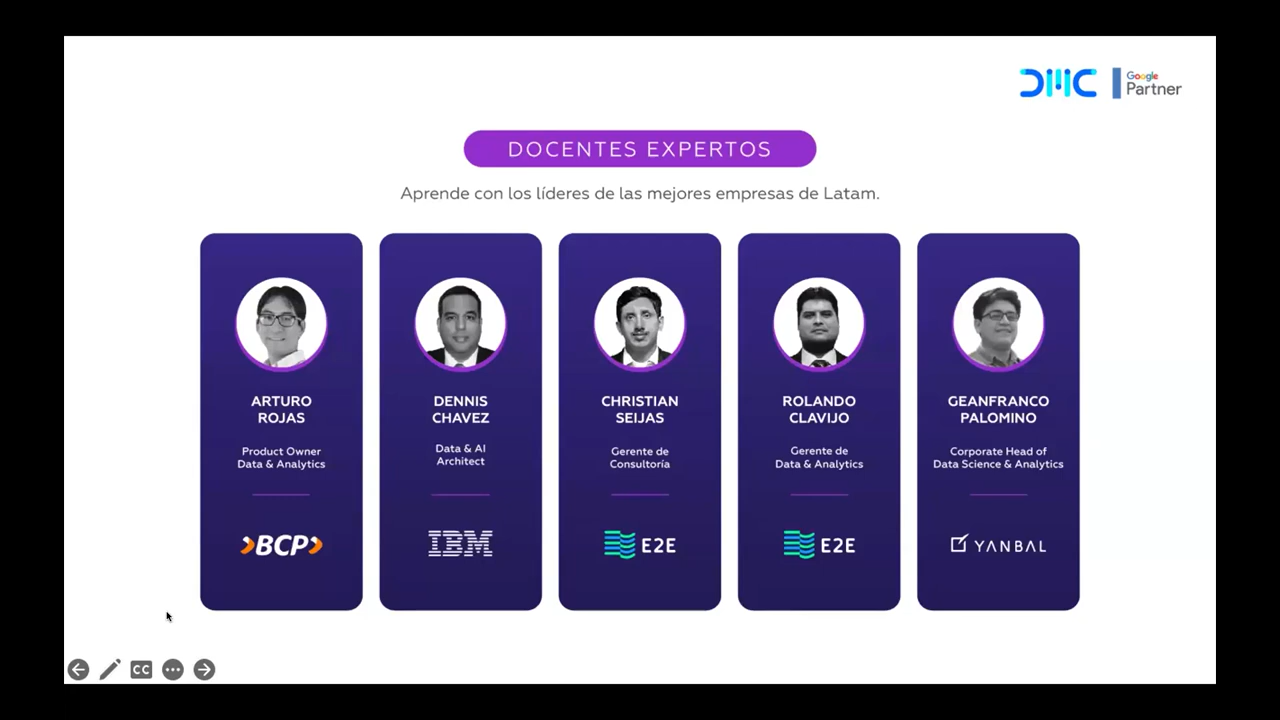 DMC
Google
Partner
DOCENTES EXPERTOS
Aprende con los líderes de las mejores empresas de Latam.
ARTURO
ROJAS
Product Owner
Data & Analytics
BCP
DENNIS
CHAVEZ
Data & AI
Architect
IBM
CHRISTIAN
SEIJAS
Gerente de
Consultoría
E2E
ROLANDO
CLAVIJO
Gerente de
Data & Analytics
E2E
GEANFRANCO
PALOMINO
Corporate Head of
Data Science & Analytics
YANBAL
CC